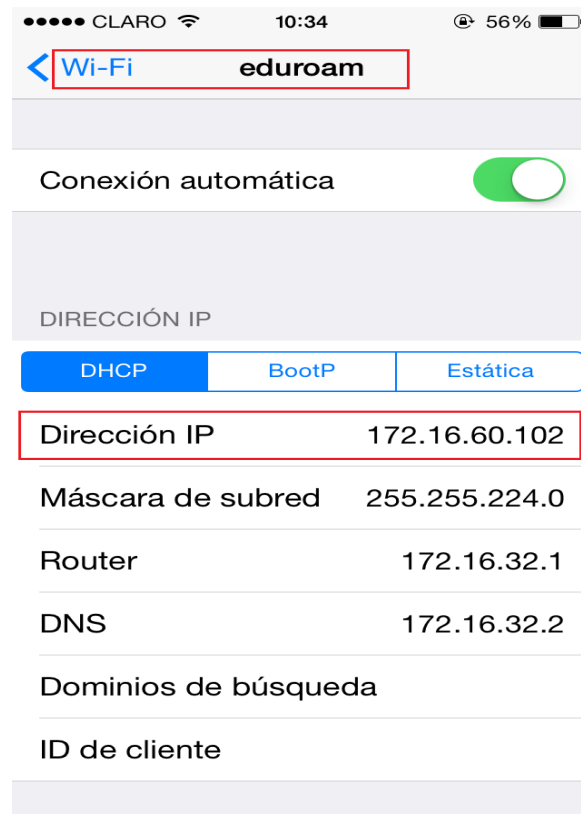 ●●●●● CLARO 10:34 56%
Wi-Fi eduroam
Conexión automática
DIRECCIÓN IP
DHCP BootP Estática
Dirección IP 172.16.60.102
Máscara de subred 255.255.224.0
Router 172.16.32.1
DNS 172.16.32.2
Dominios de búsqueda
ID de cliente